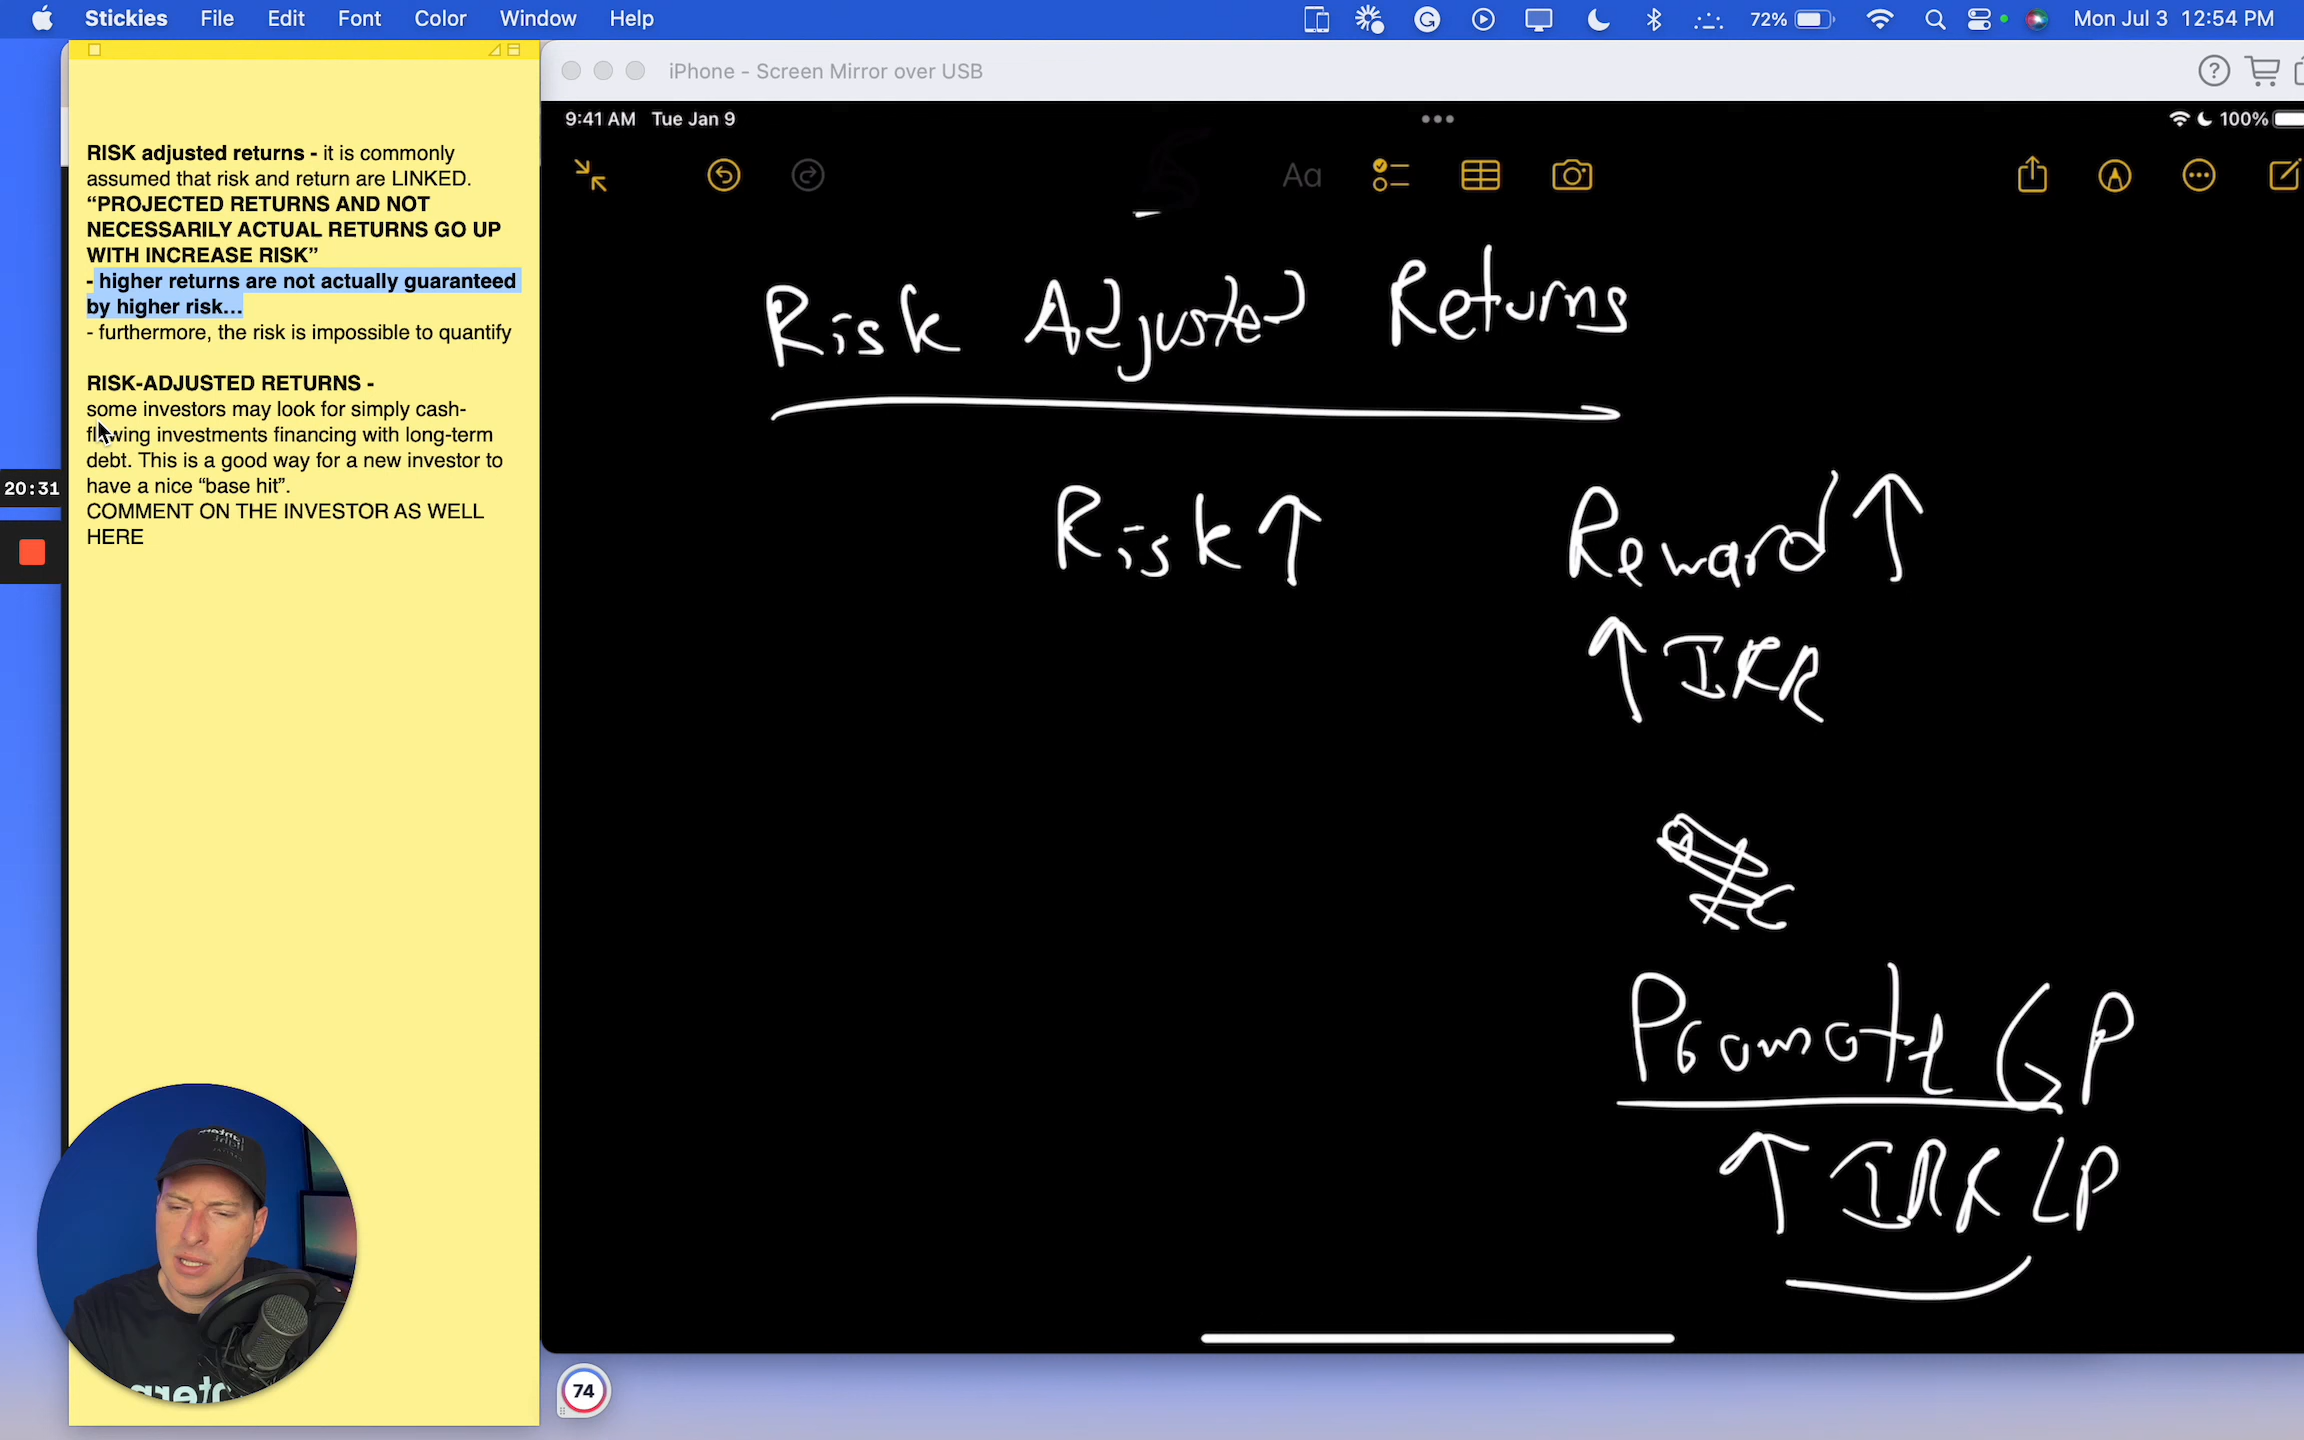 Stickies File Edit Font Color Window Help 72% Mon Jul 3 12:54 PM
iPhone - Screen Mirror over USB
9:41 AM Tue Jan 9 100%
Aa
RISK adjusted returns - it is commonly
assumed that risk and return are LINKED.
“PROJECTED RETURNS AND NOT
NECESSARILY ACTUAL RETURNS GO UP
WITH INCREASE RISK”
- higher returns are not actually guaranteed
by higher risk...
- furthermore, the risk is impossible to quantify
RISK-ADJUSTED RETURNS -
some investors may look for simply cash-
flowing investments financing with long-term
debt. This is a good way for a new investor to
have a nice “base hit”.
COMMENT ON THE INVESTOR AS WELL
HERE
20:31
Risk Adjusted Returns
Risk ↑ Reward ↑
↑ IRR
Promote GP
↑ IRR LP
74